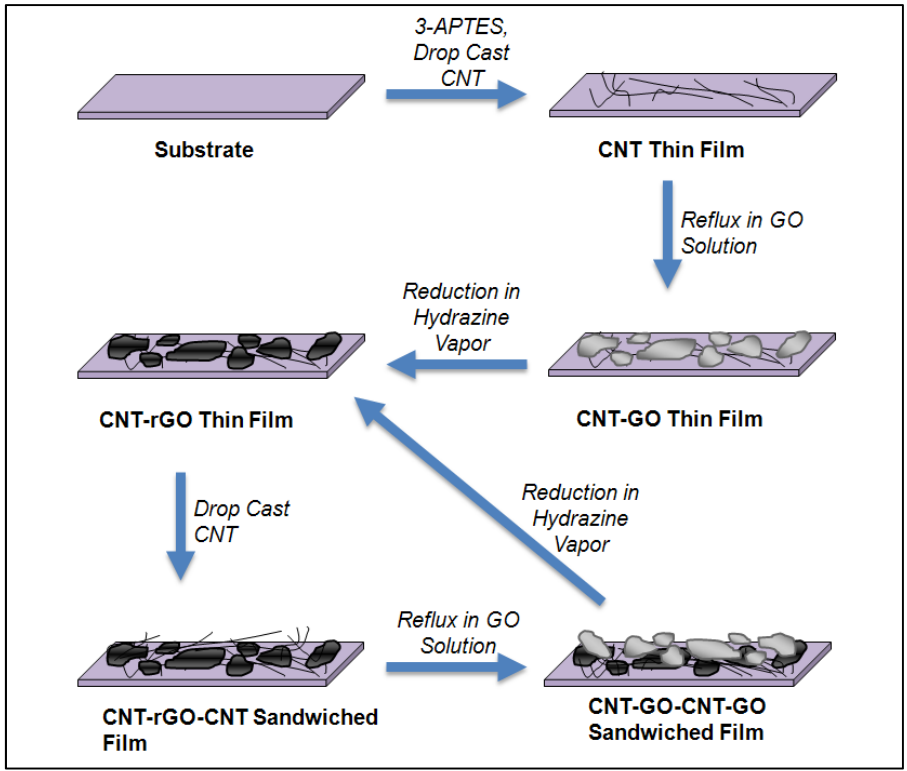 3-APTES,
Drop Cast
CNT
Substrate
CNT Thin Film
Reflux in GO
Solution
Reduction in
Hydrazine
Vapor
CNT-rGO Thin Film
CNT-GO Thin Film
Drop Cast
CNT
Reduction in
Hydrazine
Vapor
Reflux in GO
Solution
CNT-rGO-CNT Sandwiched
Film
CNT-GO-CNT-GO
Sandwiched Film